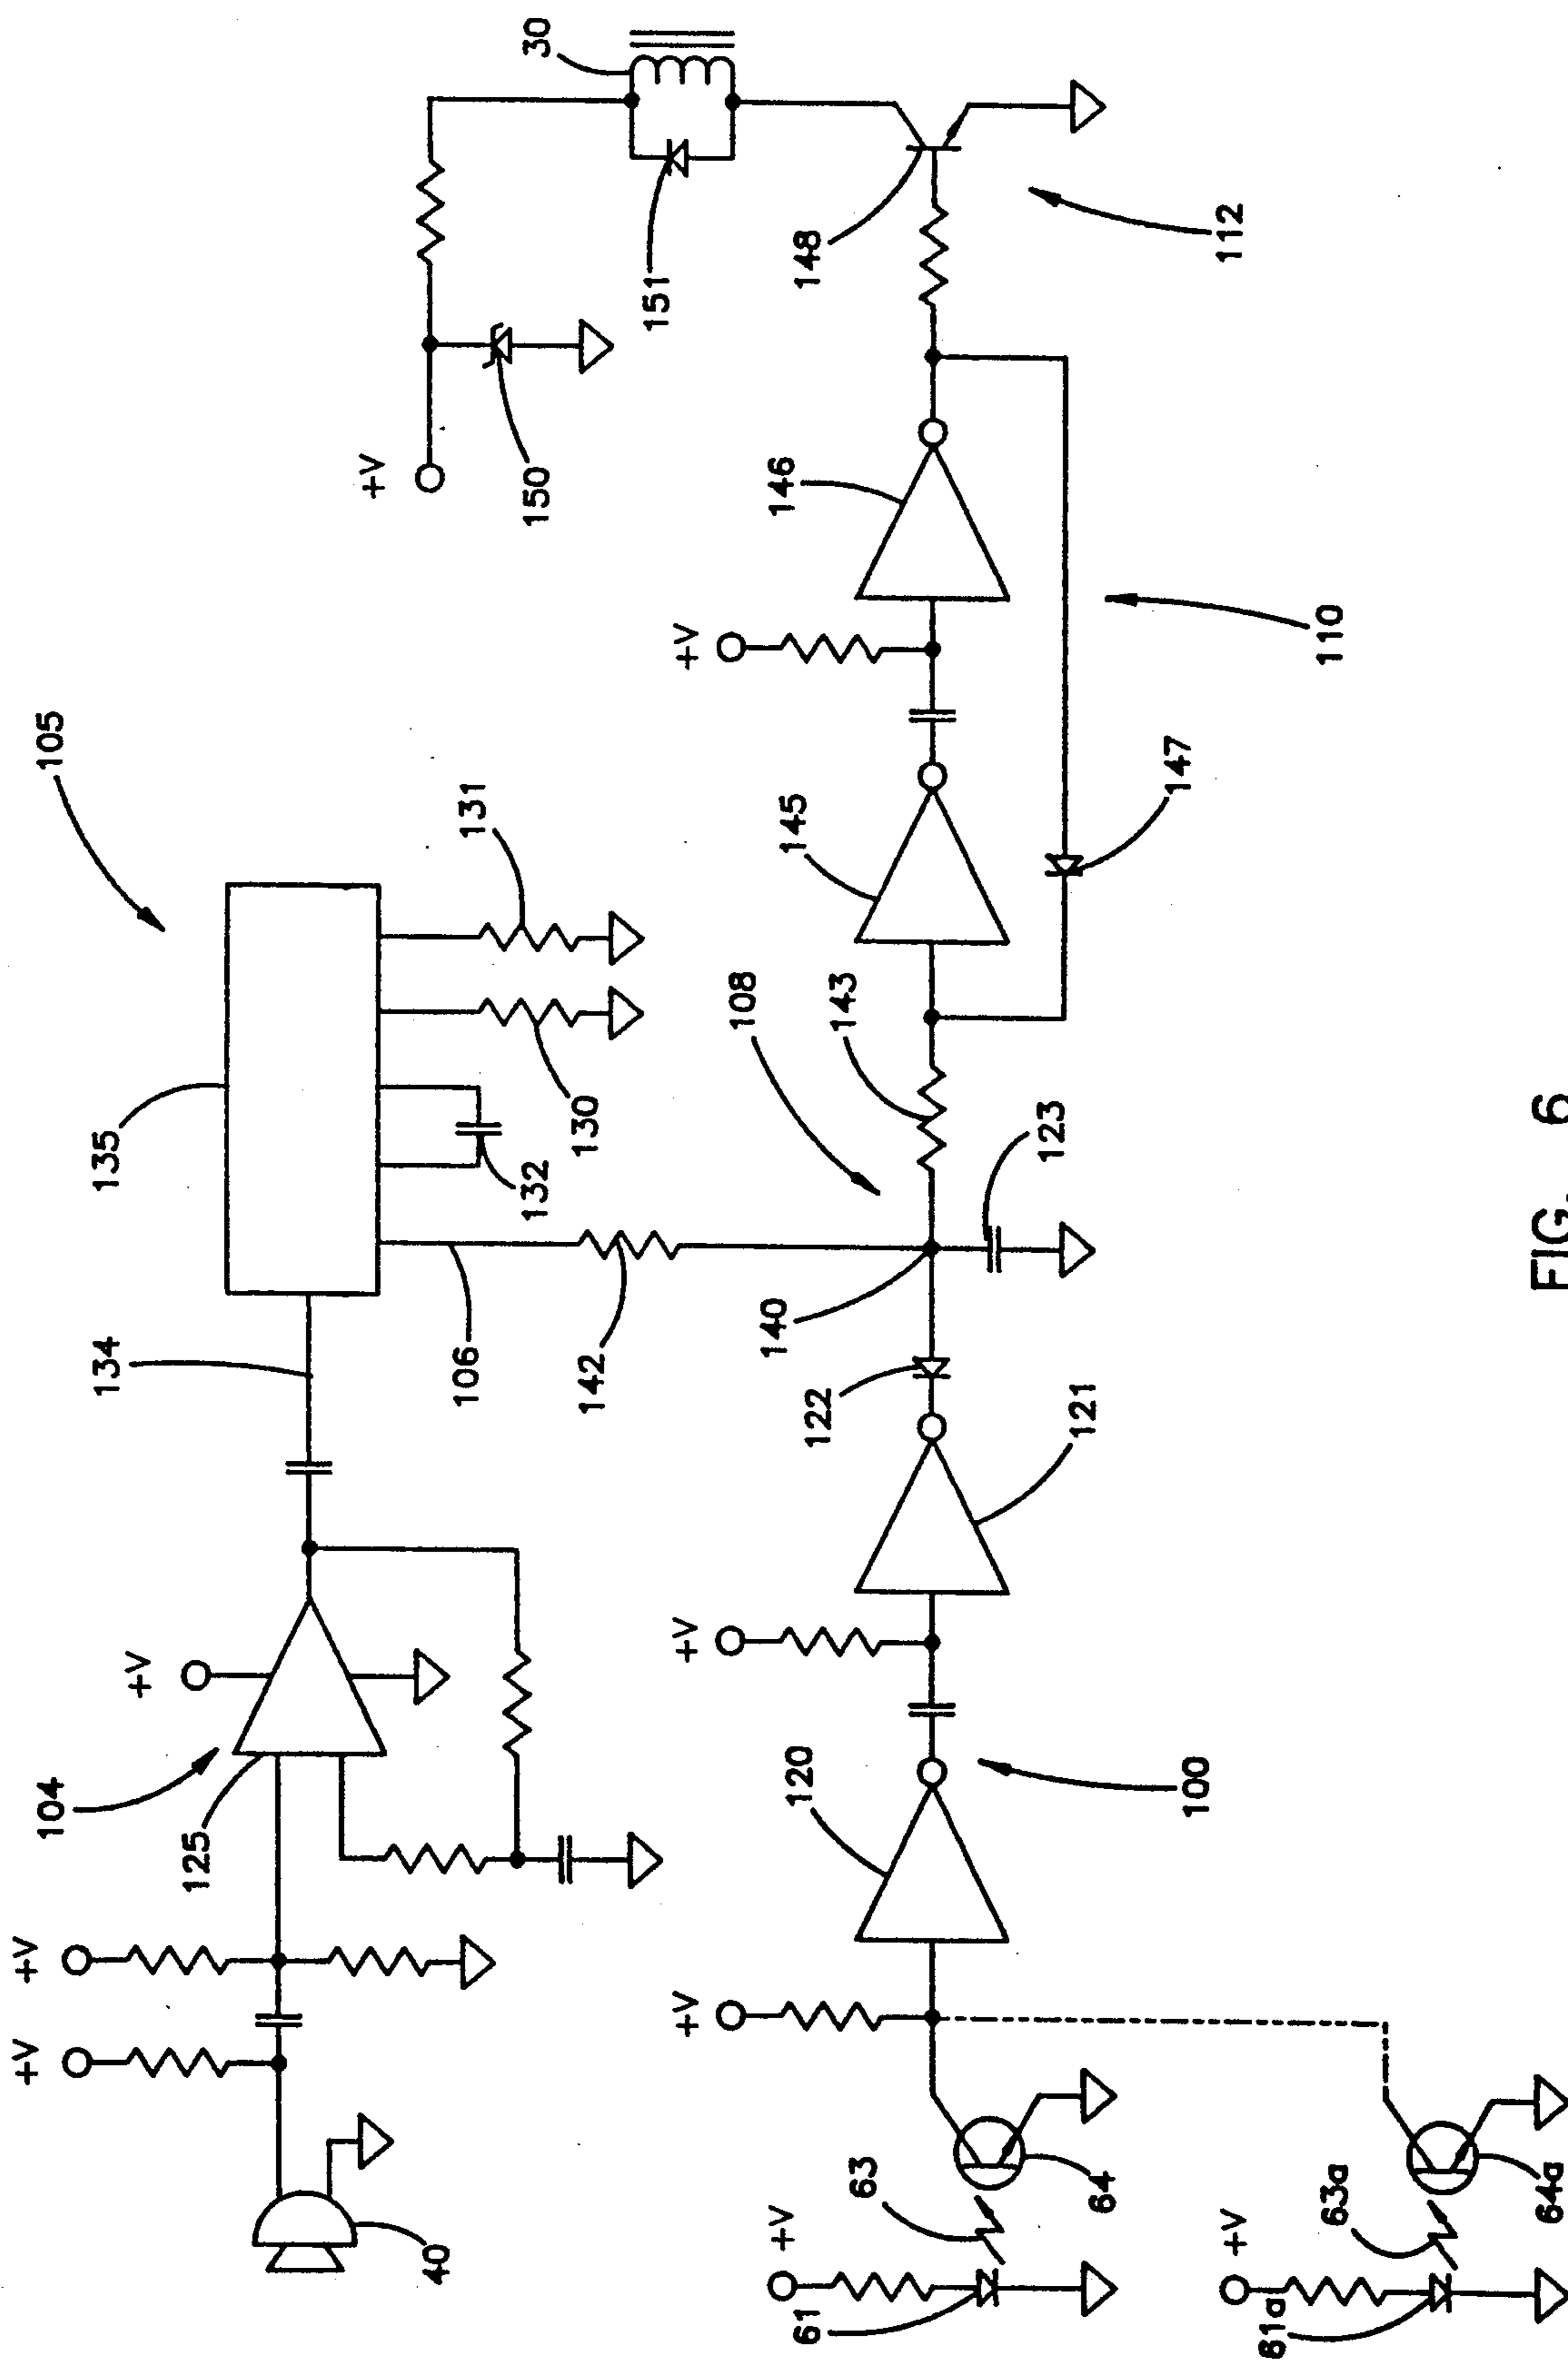 +V +V
104 105
134 135
+V
125
+V
40
106 131
132 150 30
142 130
151
+V +V +V
108
+V 140 146
61 120 122 145 148
143
63
123
121
64
147
100
+V 112
61a
63a 110
64a
FIG. 6